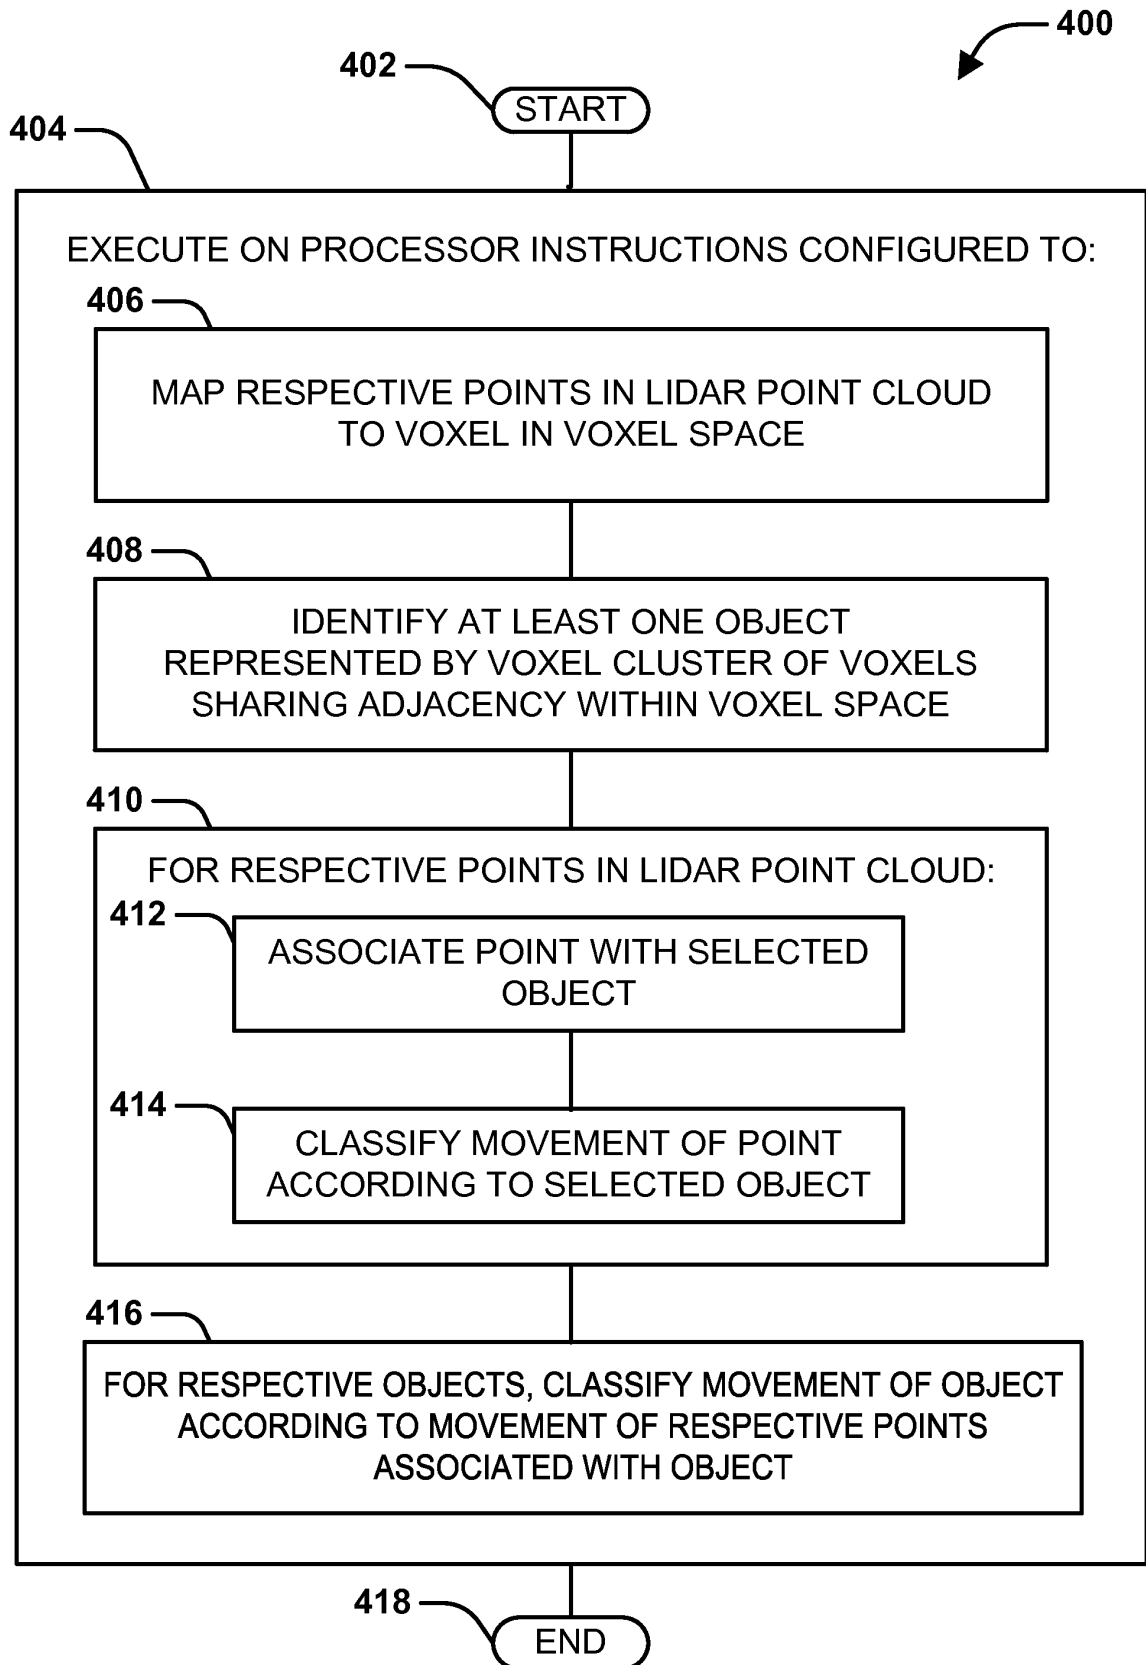 400
402
START
404
EXECUTE ON PROCESSOR INSTRUCTIONS CONFIGURED TO:
406
MAP RESPECTIVE POINTS IN LIDAR POINT CLOUD
TO VOXEL IN VOXEL SPACE
408
IDENTIFY AT LEAST ONE OBJECT
REPRESENTED BY VOXEL CLUSTER OF VOXELS
SHARING ADJACENCY WITHIN VOXEL SPACE
410
FOR RESPECTIVE POINTS IN LIDAR POINT CLOUD:
412
ASSOCIATE POINT WITH SELECTED
OBJECT
414
CLASSIFY MOVEMENT OF POINT
ACCORDING TO SELECTED OBJECT
416
FOR RESPECTIVE OBJECTS, CLASSIFY MOVEMENT OF OBJECT
ACCORDING TO MOVEMENT OF RESPECTIVE POINTS
ASSOCIATED WITH OBJECT
418
END